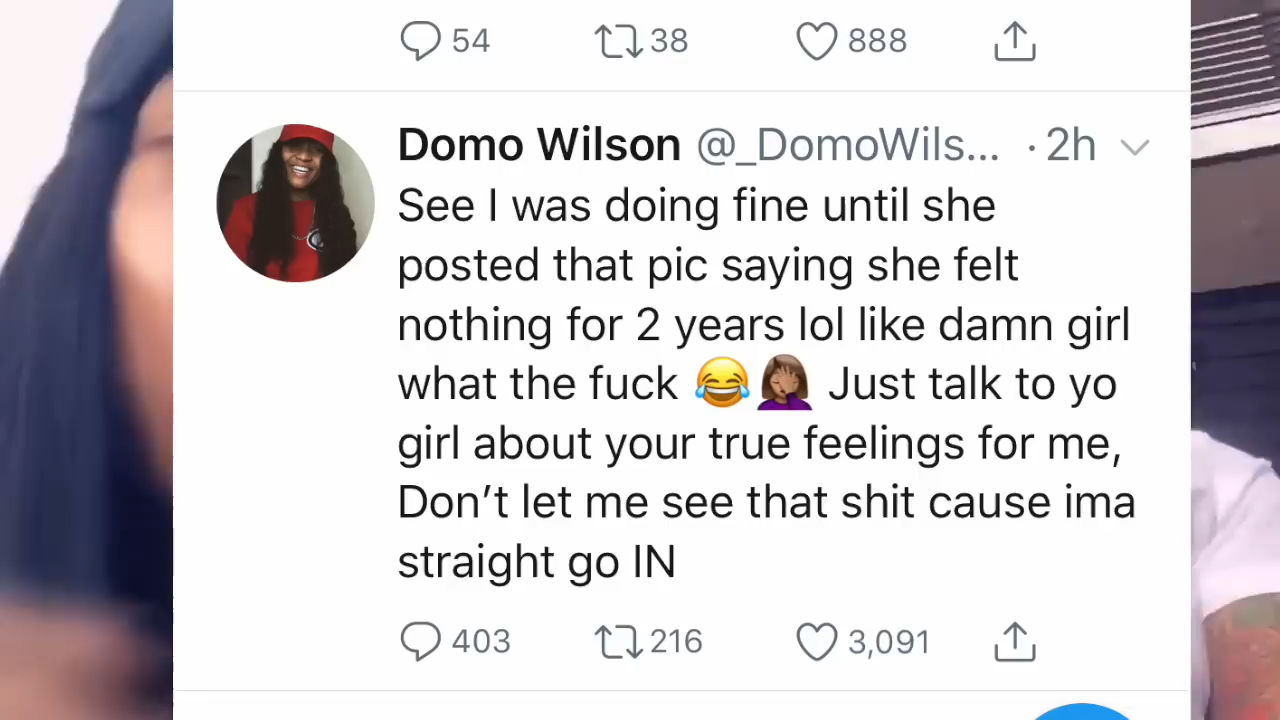 54 38 888
Domo Wilson @_DomoWils... · 2h
See I was doing fine until she
posted that pic saying she felt
nothing for 2 years lol like damn girl
what the fuck 😂🤦🏽‍♀️ Just talk to yo
girl about your true feelings for me,
Don’t let me see that shit cause ima
straight go IN
403 216 3,091